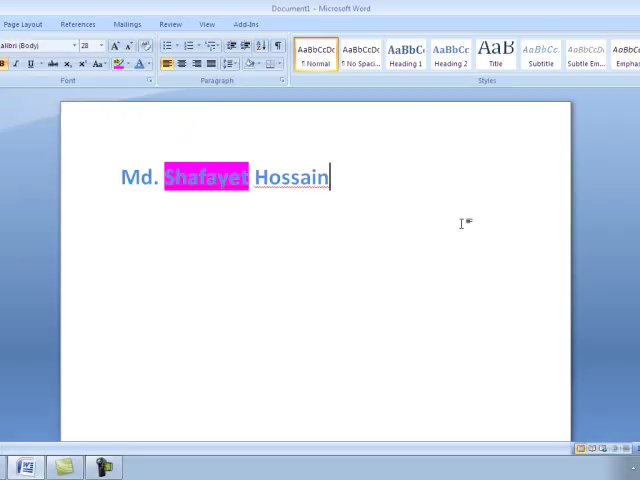 Document1 - Microsoft Word
Page Layout References Mailings Review View Add-Ins
alibri (Body) 28
Font Paragraph Styles
AaBbCcDc AaBbCcDc AaBbCc AaBbCc AaB AaBbCc. AaBbCcDc AaBbCcDc
¶ Normal ¶ No Spaci... Heading 1 Heading 2 Title Subtitle Subtle Em... Emphas
Md. Shafayet Hossain